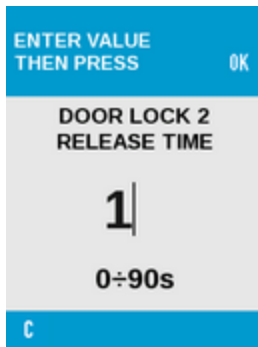 ENTER VALUE
THEN PRESS OK
DOOR LOCK 2
RELEASE TIME
1
0÷90s
C